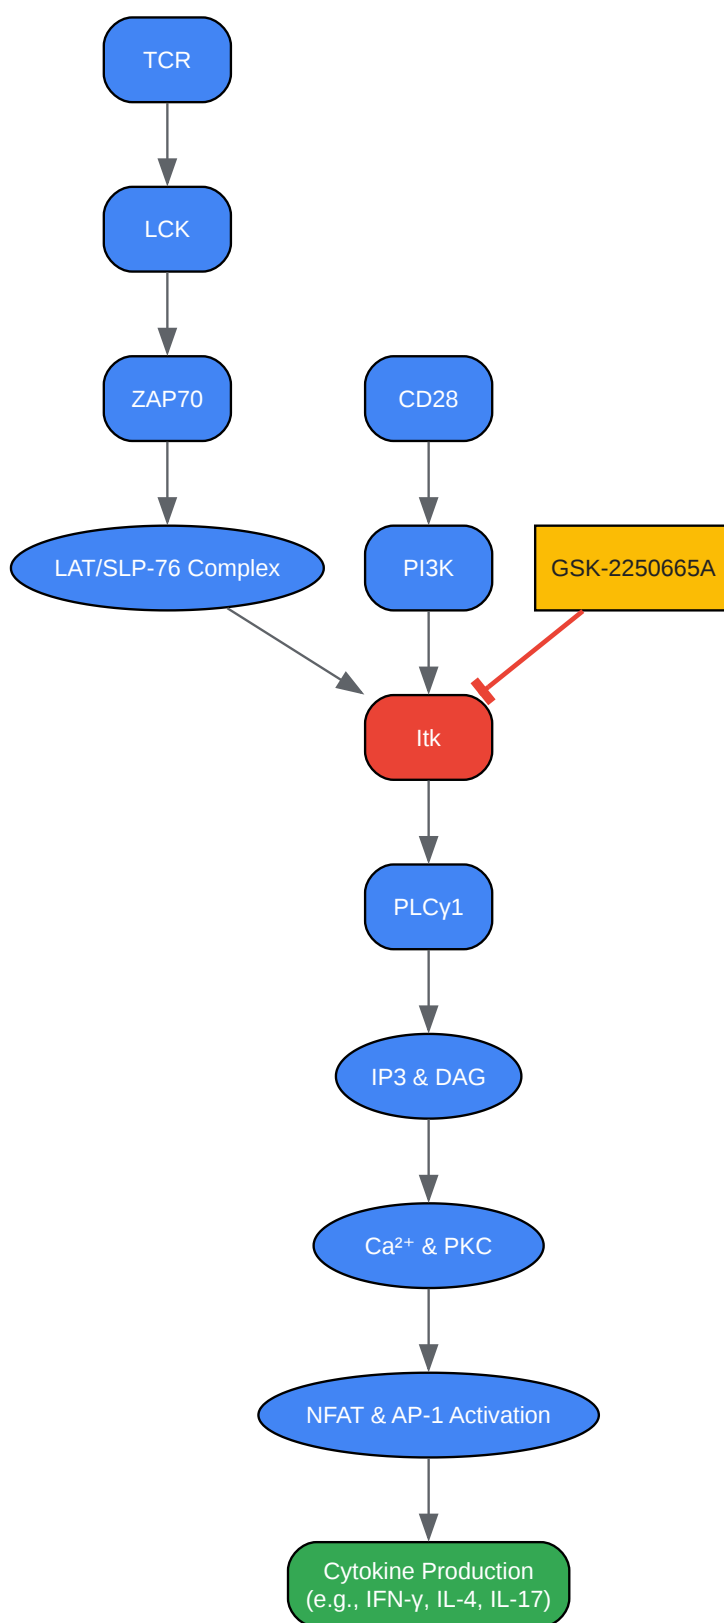 TCR
LCK
ZAP70
CD28
LAT/SLP-76 Complex
PI3K
GSK-2250665A
Itk
PLCγ1
IP3 & DAG
Ca²⁺ & PKC
NFAT & AP-1 Activation
Cytokine Production
(e.g., IFN-γ, IL-4, IL-17)